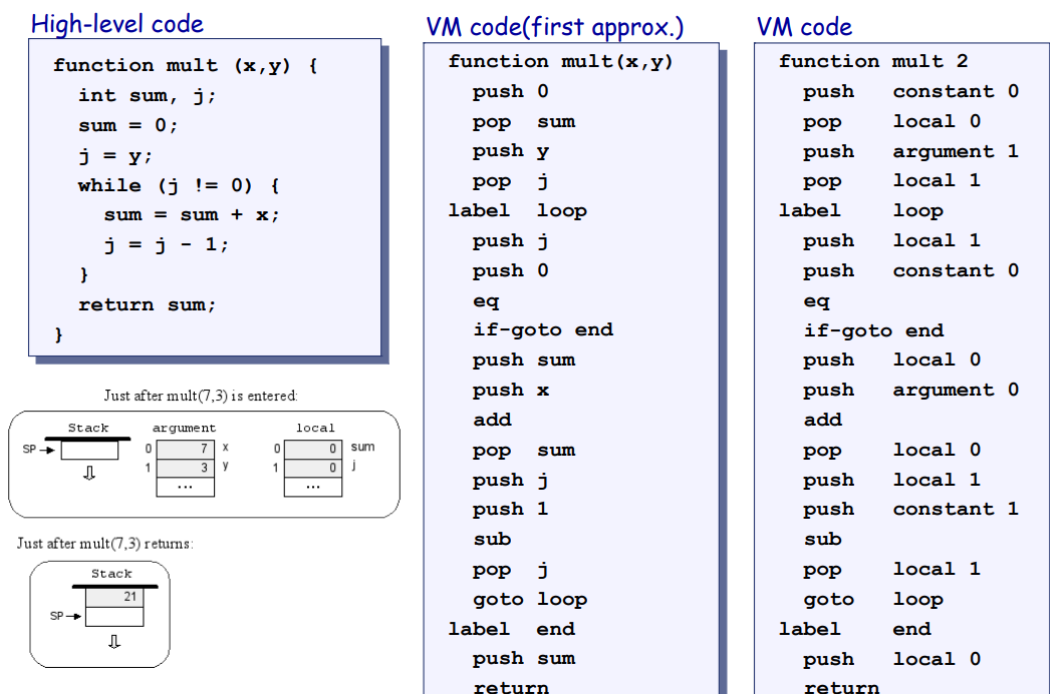 High-level code
function mult (x,y) {
int sum, j;
sum = 0;
j = y;
while (j != 0) {
sum = sum + x;
j = j - 1;
}
return sum;
}
Just after mult(7,3) is entered:
Stack argument local
SP 0 7 x 0 0 sum
1 3 y 1 0 j
... ...
Just after mult(7,3) returns:
Stack
21
SP
VM code(first approx.)
function mult(x,y)
push 0
pop sum
push y
pop j
label loop
push j
push 0
eq
if-goto end
push sum
push x
add
pop sum
push j
push 1
sub
pop j
goto loop
label end
push sum
return
VM code
function mult 2
push constant 0
pop local 0
push argument 1
pop local 1
label loop
push local 1
push constant 0
eq
if-goto end
push local 0
push argument 0
add
pop local 0
push local 1
push constant 1
sub
pop local 1
goto loop
label end
push local 0
return